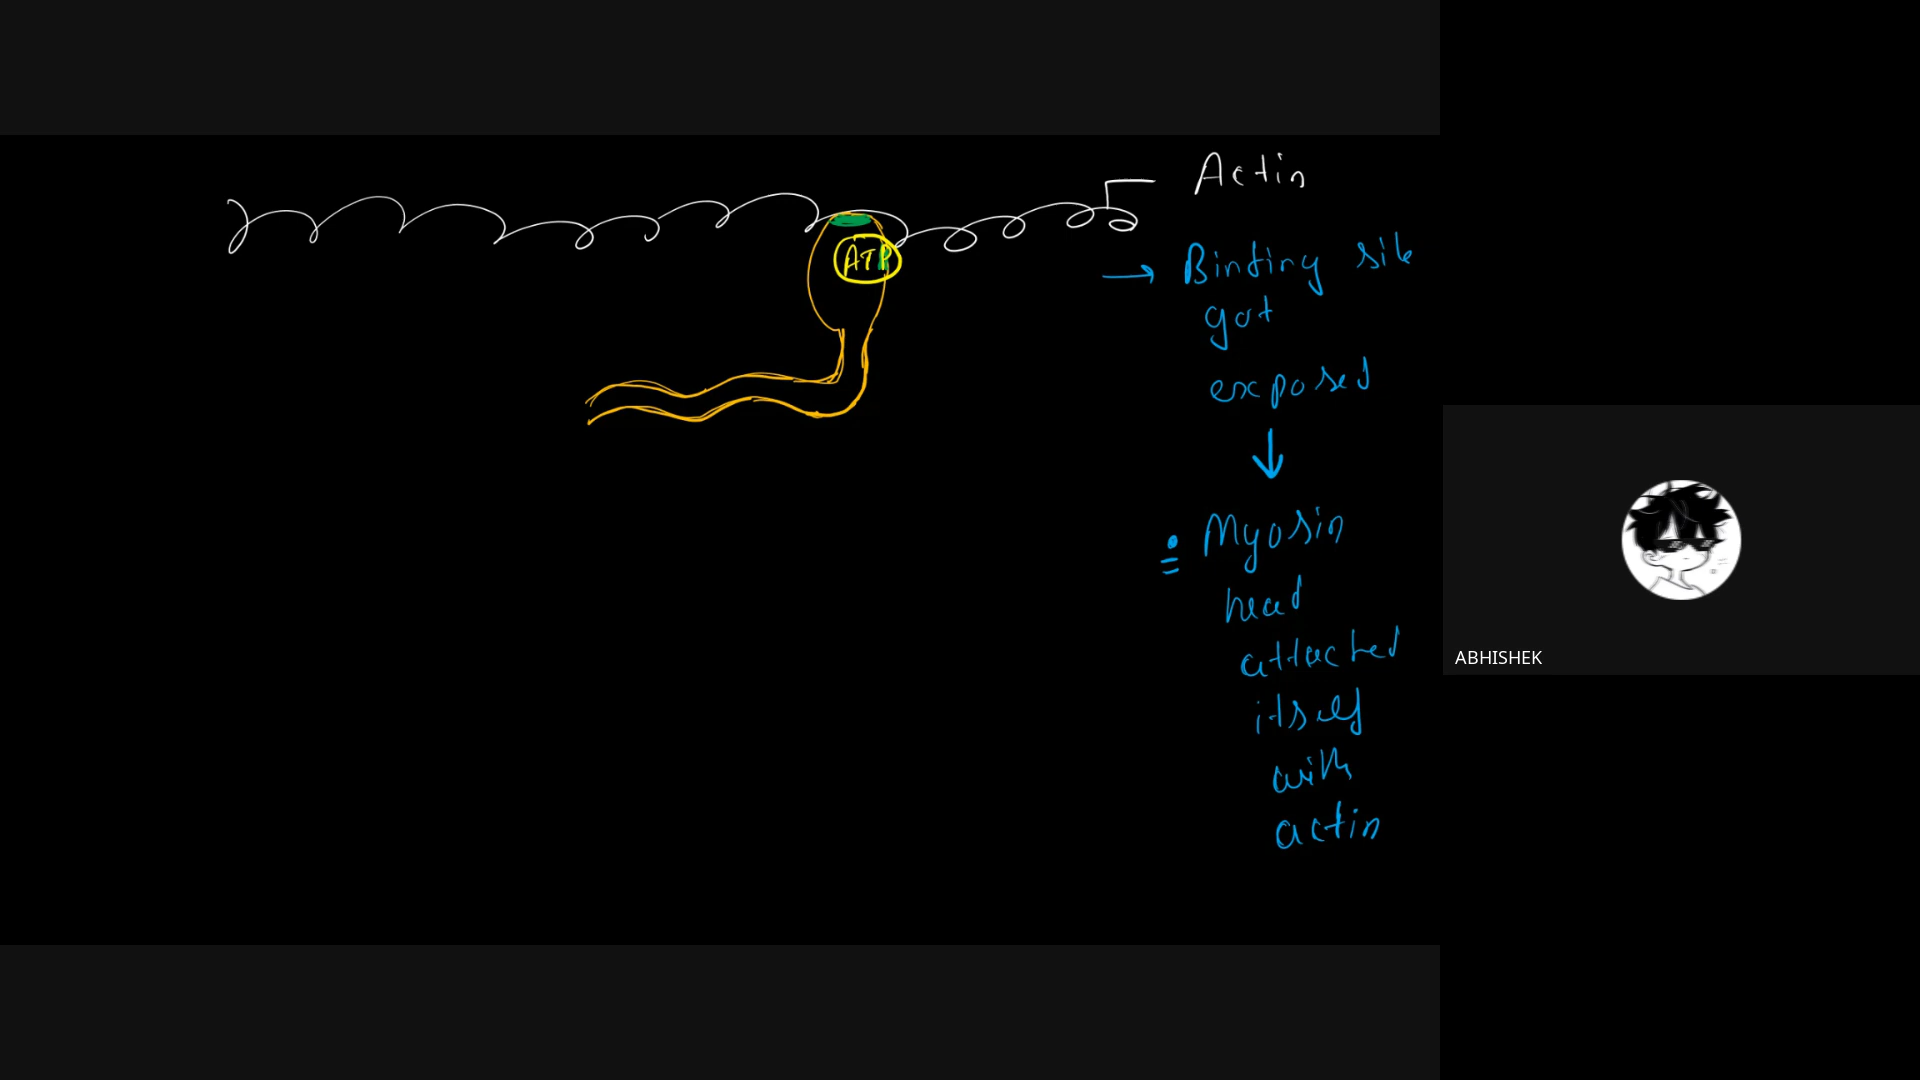 Actin
ATP
→ Binding site
got
exposed
↓
Myosin
head
attached
itself
with
actin
ABHISHEK